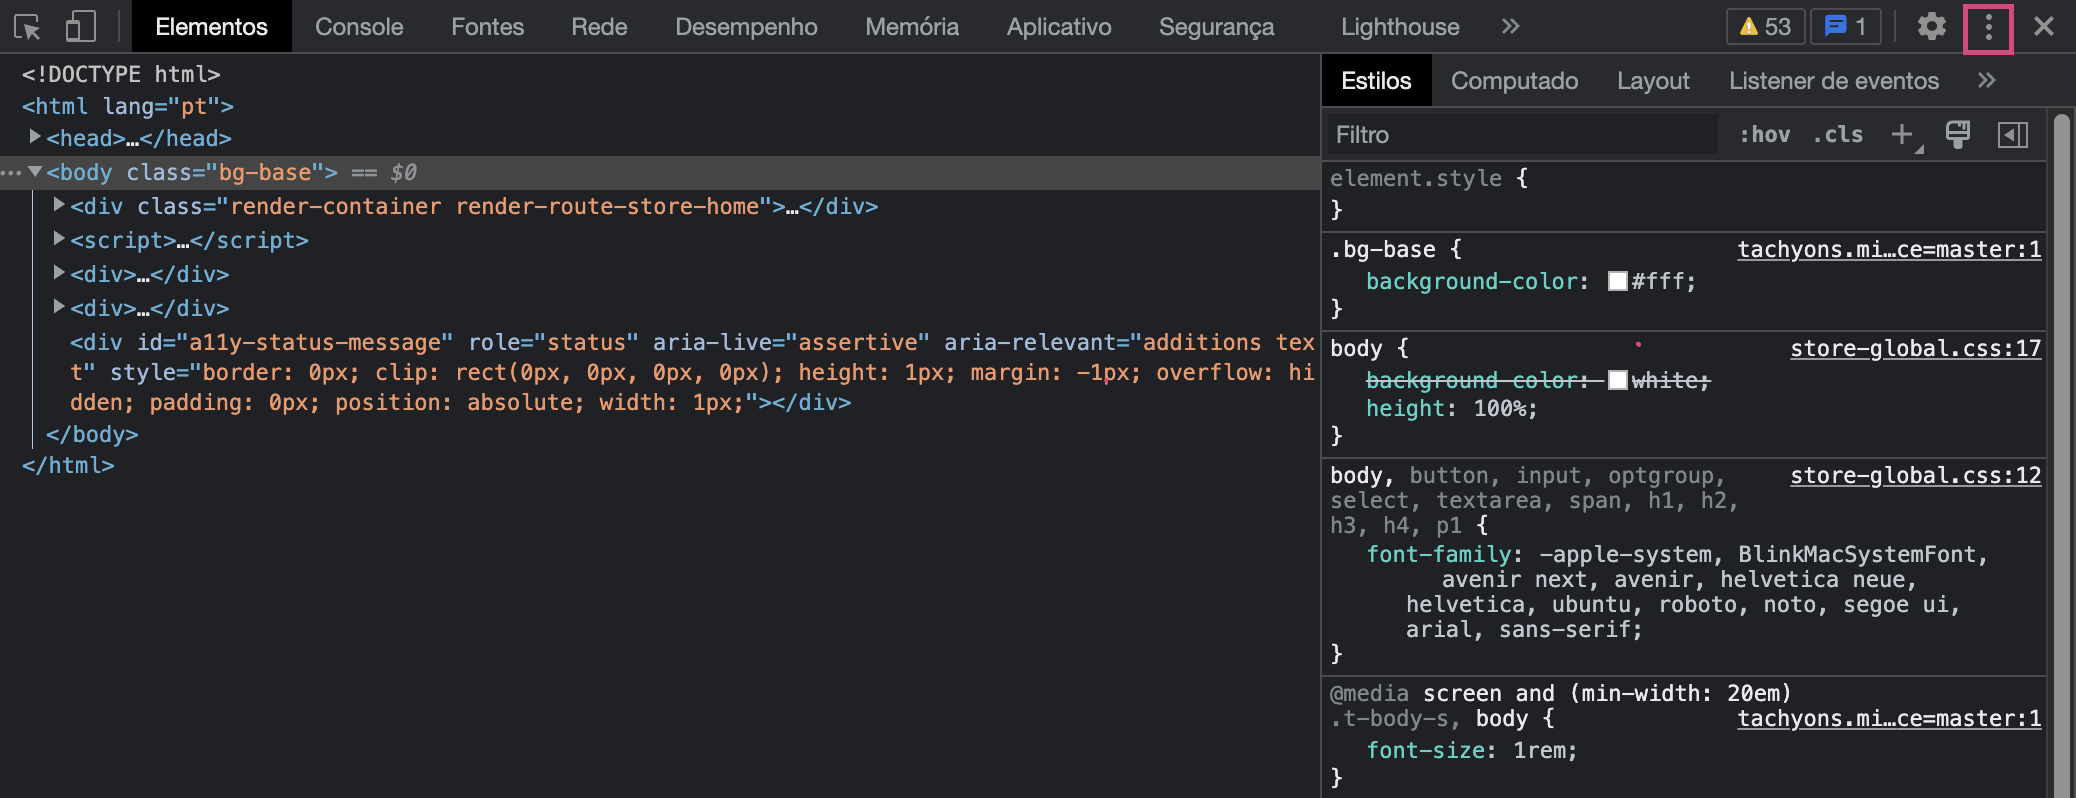 Elementos Console Fontes Rede Desempenho Memória Aplicativo Segurança Lighthouse » 53 1
<!DOCTYPE html>
<html lang="pt">
<head>…</head>
<body class="bg-base"> == $0
<div class="render-container render-route-store-home">…</div>
<script>…</script>
<div>…</div>
<div>…</div>
<div id="a11y-status-message" role="status" aria-live="assertive" aria-relevant="additions tex
t" style="border: 0px; clip: rect(0px, 0px, 0px, 0px); height: 1px; margin: -1px; overflow: hi
dden; padding: 0px; position: absolute; width: 1px;"></div>
</body>
</html>
Estilos Computado Layout Listener de eventos »
Filtro :hov .cls +
element.style {
}
.bg-base { tachyons.mi…ce=master:1
background-color: #fff;
}
body { store-global.css:17
background-color: white;
height: 100%;
}
body, button, input, optgroup, store-global.css:12
select, textarea, span, h1, h2,
h3, h4, p1 {
font-family: -apple-system, BlinkMacSystemFont,
avenir next, avenir, helvetica neue,
helvetica, ubuntu, roboto, noto, segoe ui,
arial, sans-serif;
}
@media screen and (min-width: 20em)
.t-body-s, body { tachyons.mi…ce=master:1
font-size: 1rem;
}